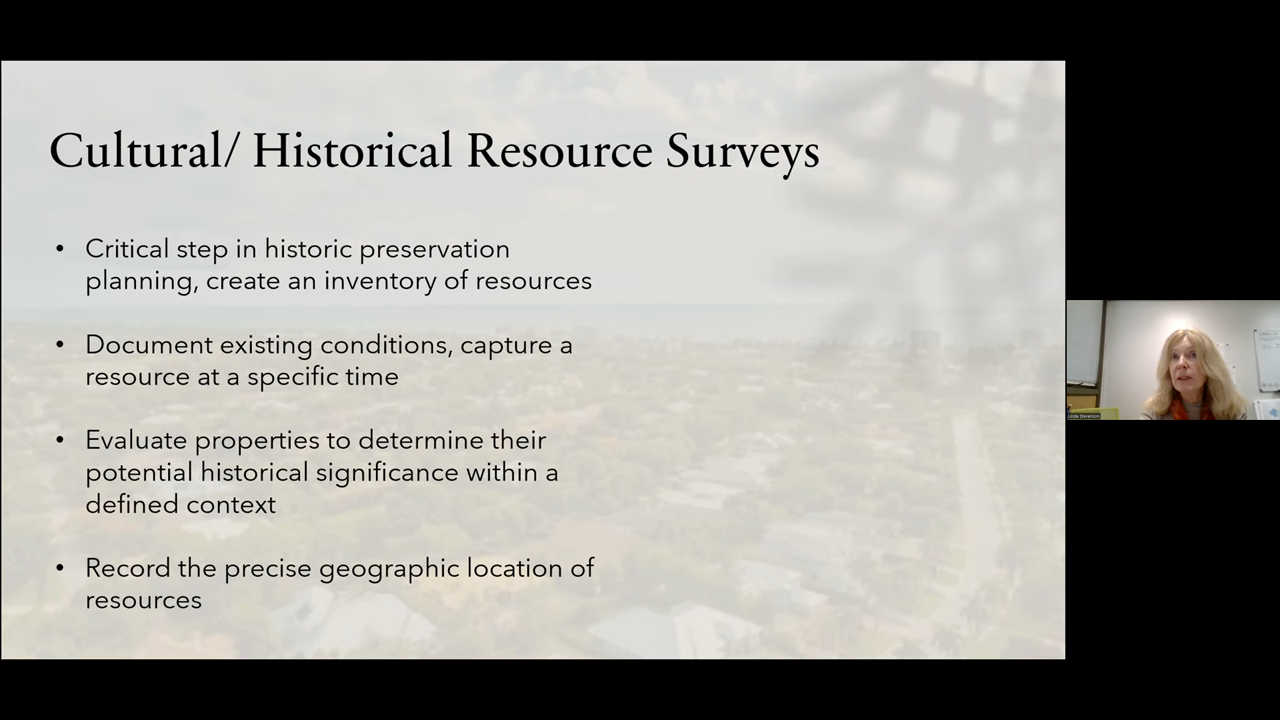 Cultural/ Historical Resource Surveys
• Critical step in historic preservation
planning, create an inventory of resources
• Document existing conditions, capture a
resource at a specific time
• Evaluate properties to determine their
potential historical significance within a
defined context
• Record the precise geographic location of
resources
Linda Stevenson